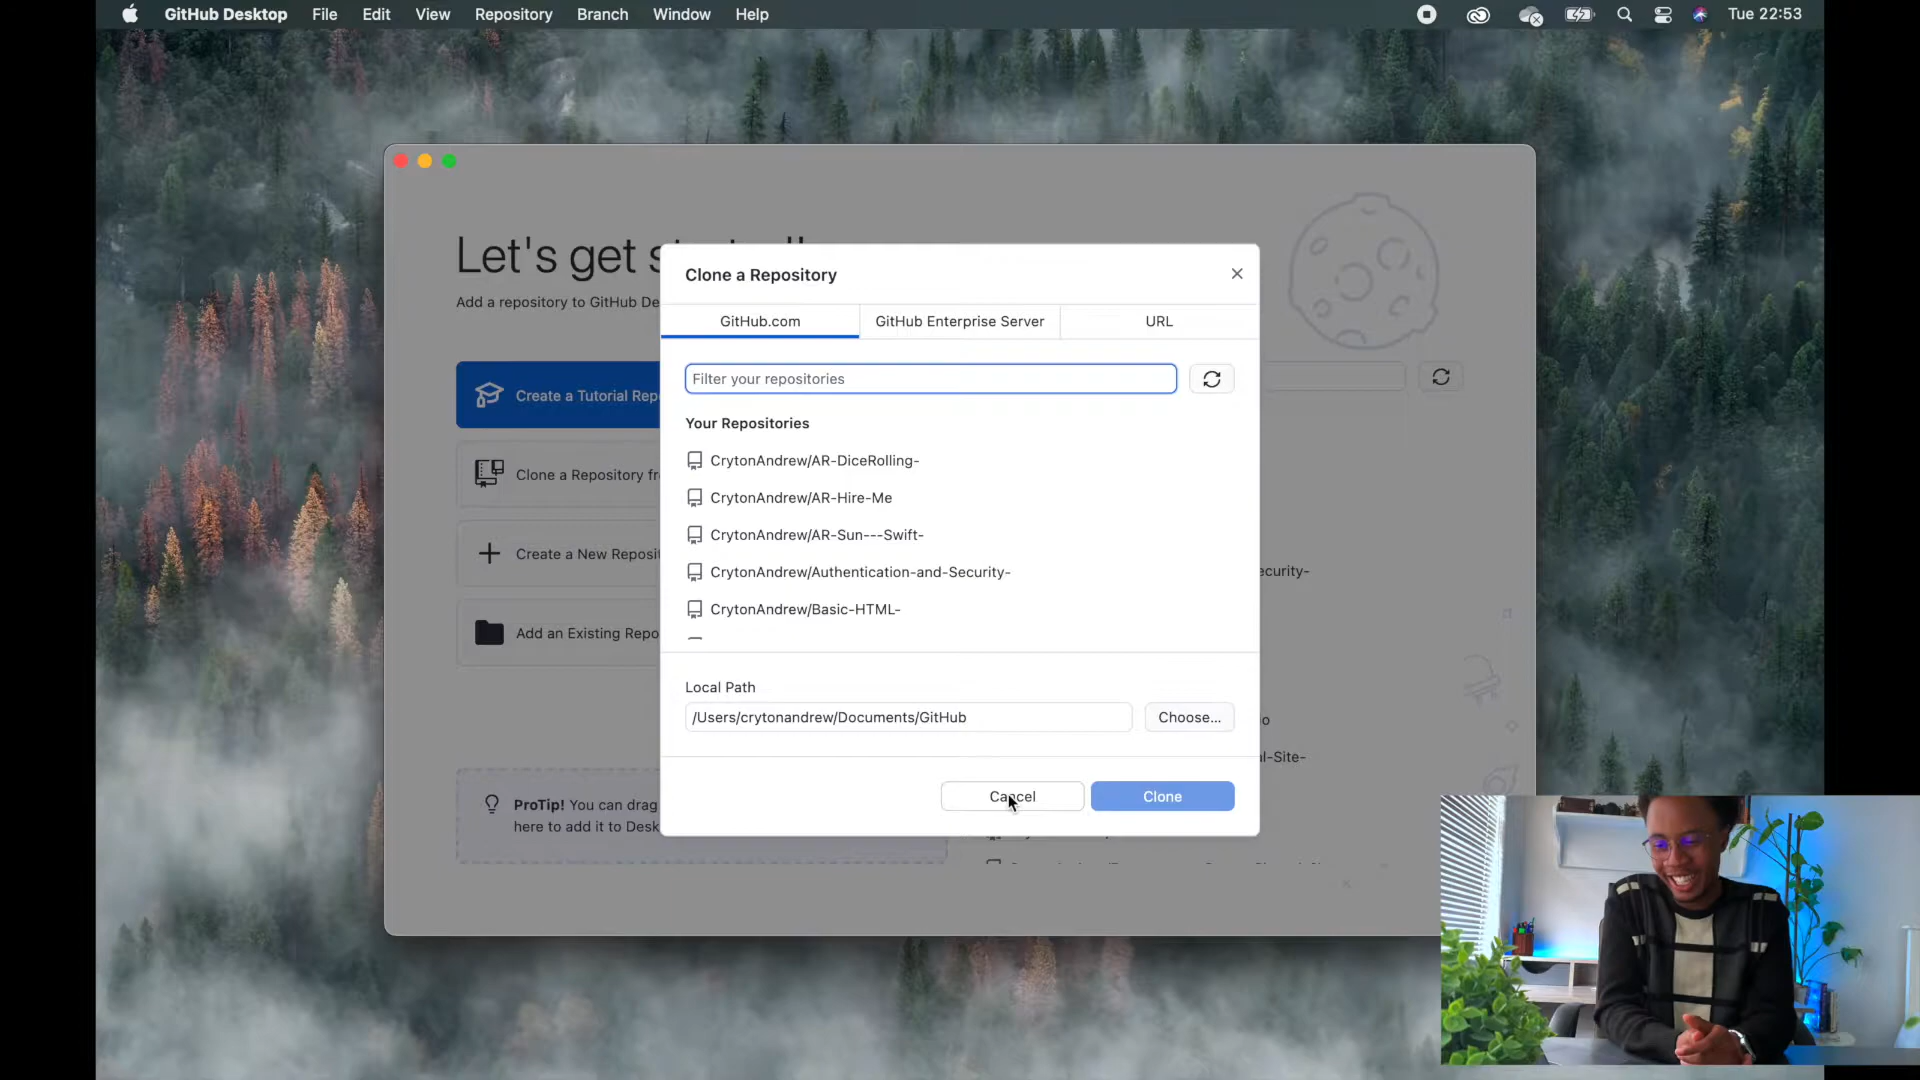 GitHub Desktop File Edit View Repository Branch Window Help Tue 22:53
Let's get
Add a repository to GitHub De
Create a Tutorial Rep
Clone a Repository fr
Create a New Reposit
Add an Existing Repo
ProTip! You can drag
here to add it to Desk
Clone a Repository
GitHub.com GitHub Enterprise Server URL
Filter your repositories
Your Repositories
CrytonAndrew/AR-DiceRolling-
CrytonAndrew/AR-Hire-Me
CrytonAndrew/AR-Sun---Swift-
CrytonAndrew/Authentication-and-Security-
CrytonAndrew/Basic-HTML-
Local Path
/Users/crytonandrew/Documents/GitHub Choose...
Cancel Clone
ecurity-
o
l-Site-